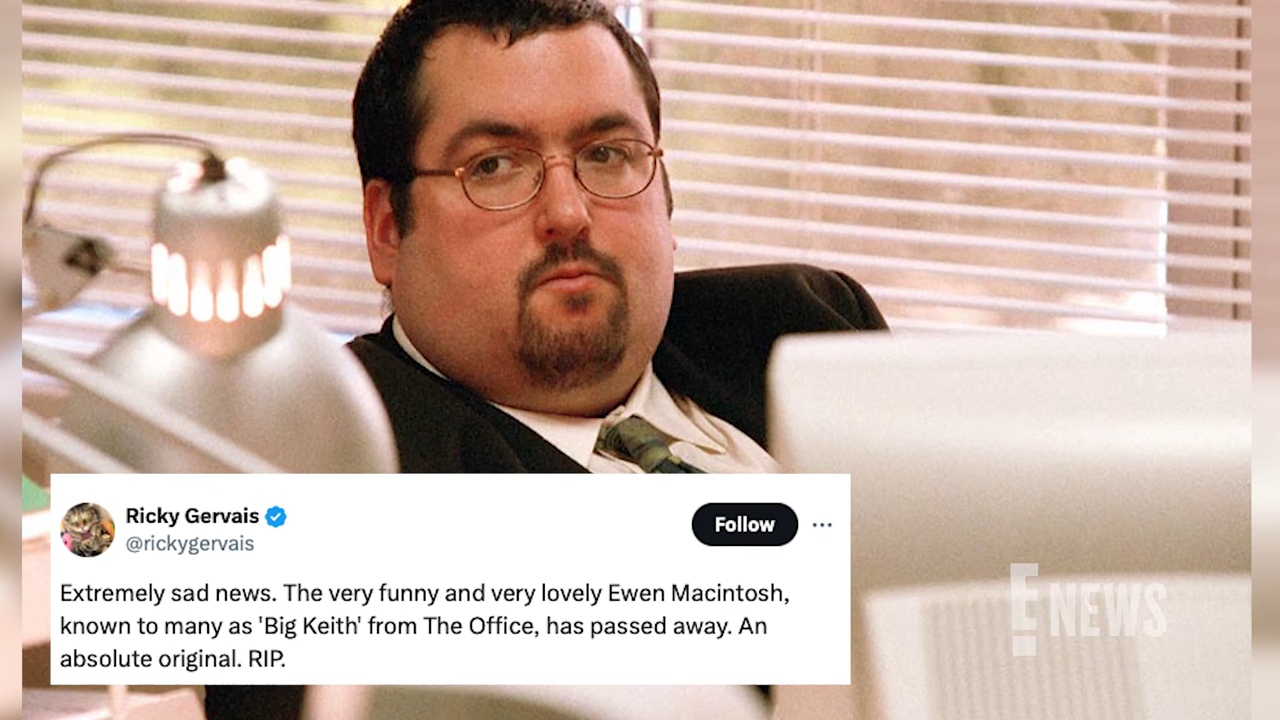 Ricky Gervais
@rickygervais
Follow
Extremely sad news. The very funny and very lovely Ewen Macintosh,
known to many as 'Big Keith' from The Office, has passed away. An
absolute original. RIP.
E! NEWS